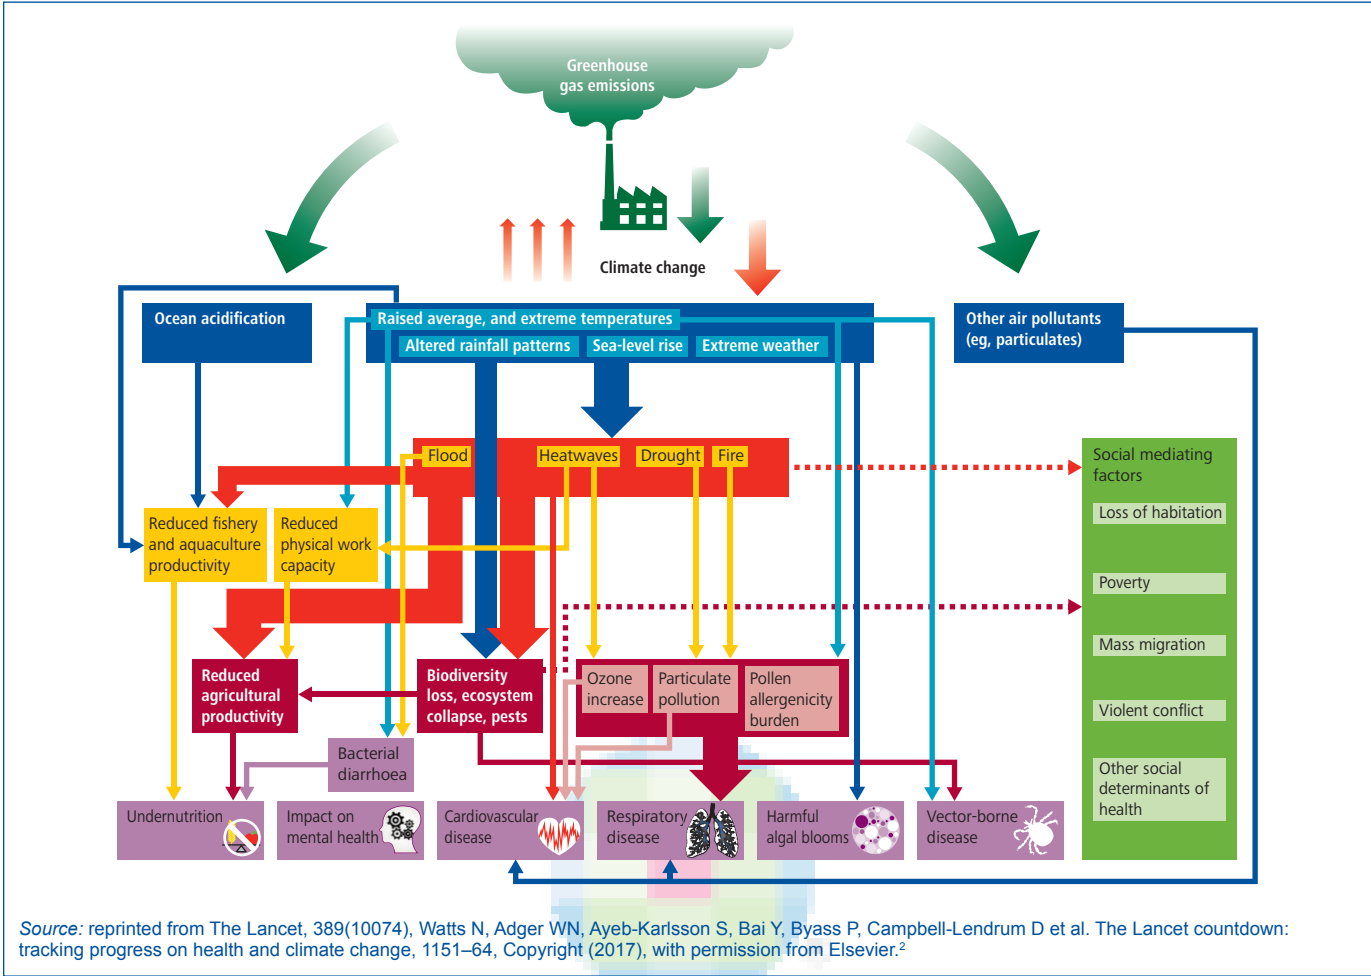 Greenhouse
gas emissions
Climate change
Ocean acidification
Raised average, and extreme temperatures
Altered rainfall patterns
Sea-level rise
Extreme weather
Other air pollutants
(eg, particulates)
Flood
Heatwaves
Drought
Fire
Social mediating
factors
Loss of habitation
Poverty
Mass migration
Violent conflict
Other social
determinants of
health
Reduced fishery
and aquaculture
productivity
Reduced
physical work
capacity
Reduced
agricultural
productivity
Biodiversity
loss, ecosystem
collapse, pests
Ozone
increase
Particulate
pollution
Pollen
allergenicity
burden
Bacterial
diarrhoea
Undernutrition
Impact on
mental health
Cardiovascular
disease
Respiratory
disease
Harmful
algal blooms
Vector-borne
disease
Source: reprinted from The Lancet, 389(10074), Watts N, Adger WN, Ayeb-Karlsson S, Bai Y, Byass P, Campbell-Lendrum D et al. The Lancet countdown:
tracking progress on health and climate change, 1151–64, Copyright (2017), with permission from Elsevier.²